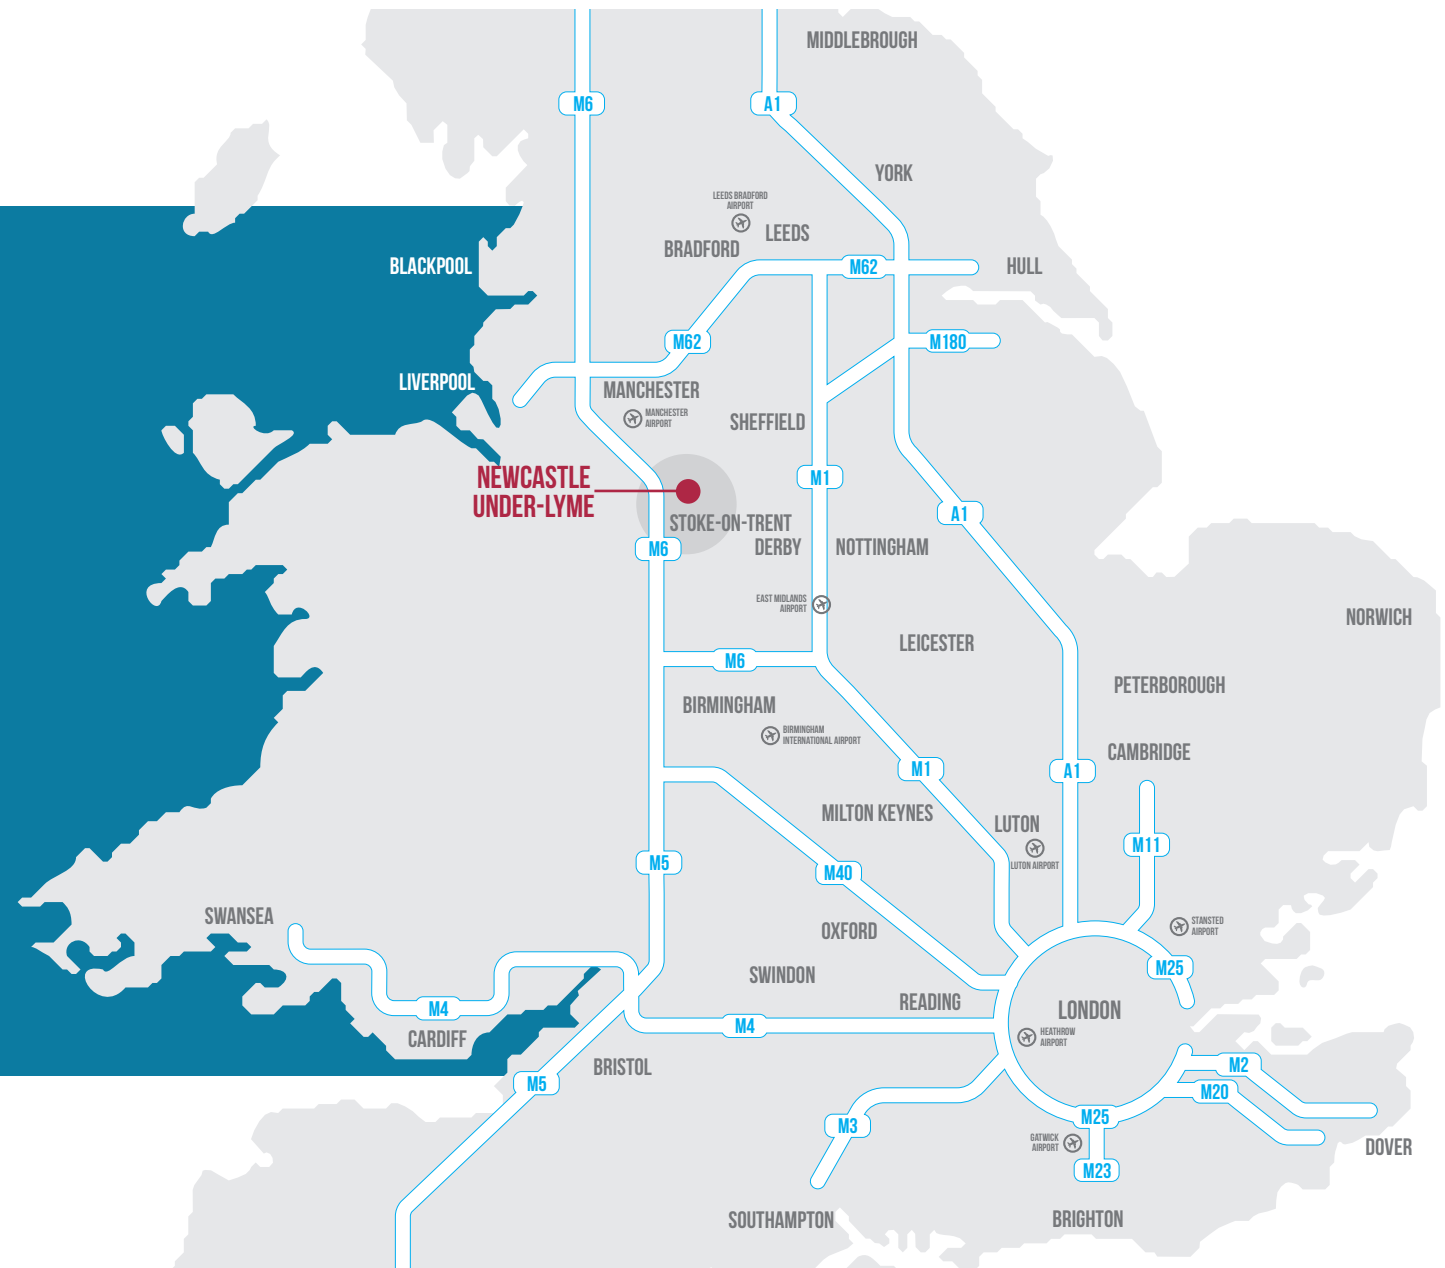 MIDDLEBROUGH
M6
A1
YORK
LEEDS BRADFORD
AIRPORT
LEEDS
BRADFORD
BLACKPOOL
M62
HULL
M62
M180
LIVERPOOL
MANCHESTER
MANCHESTER
AIRPORT
SHEFFIELD
NEWCASTLE
UNDER-LYME
M1
A1
STOKE-ON-TRENT
M6
DERBY
NOTTINGHAM
EAST MIDLANDS
AIRPORT
NORWICH
LEICESTER
M6
PETERBOROUGH
BIRMINGHAM
BIRMINGHAM
INTERNATIONAL AIRPORT
CAMBRIDGE
M1
A1
MILTON KEYNES
LUTON
LUTON AIRPORT
M11
M5
M40
SWANSEA
OXFORD
STANSTED
AIRPORT
M25
SWINDON
READING
M4
LONDON
M4
HEATHROW
AIRPORT
CARDIFF
BRISTOL
M5
M2
M20
M25
M3
GATWICK
AIRPORT
DOVER
M23
SOUTHAMPTON
BRIGHTON